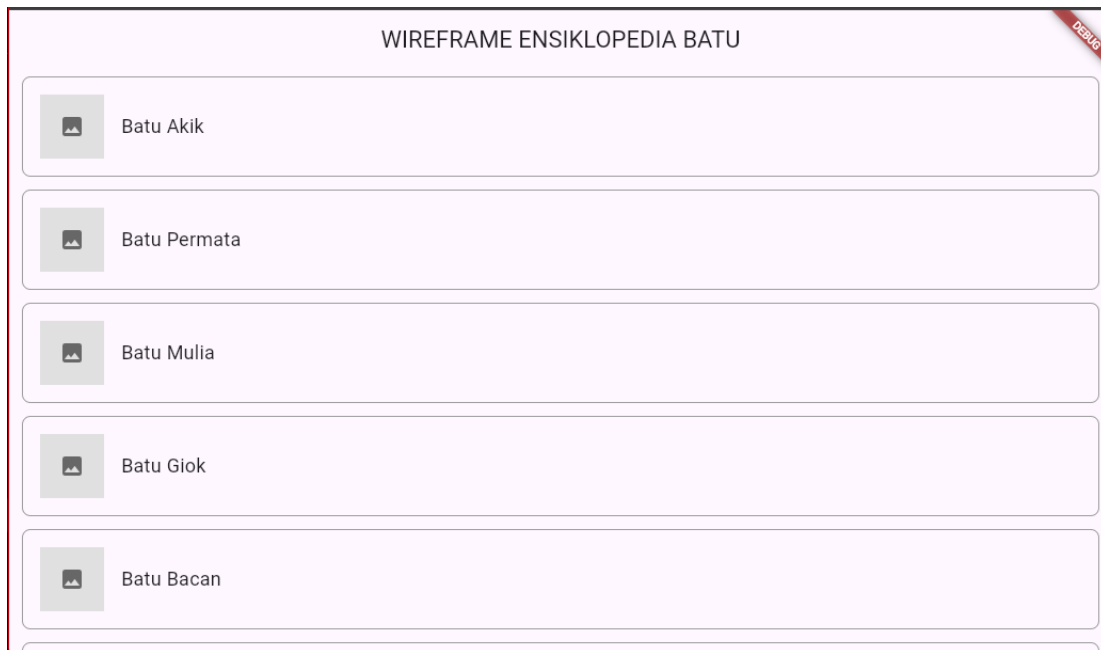 WIREFRAME ENSIKLOPEDIA BATU
DEBUG
Batu Akik
Batu Permata
Batu Mulia
Batu Giok
Batu Bacan